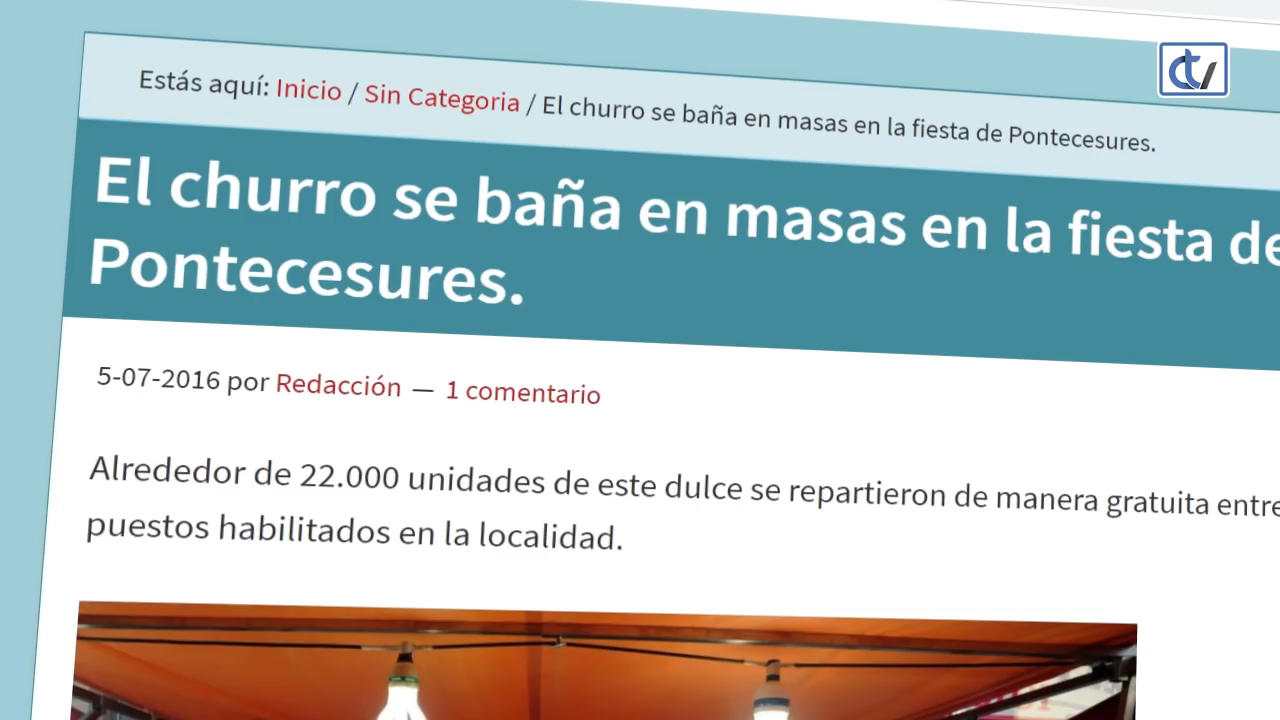 Estás aquí: Inicio / Sin Categoria / El churro se baña en masas en la fiesta de Pontecesures.
El churro se baña en masas en la fiesta de
Pontecesures.
5-07-2016 por Redacción — 1 comentario
Alrededor de 22.000 unidades de este dulce se repartieron de manera gratuita entre
puestos habilitados en la localidad.